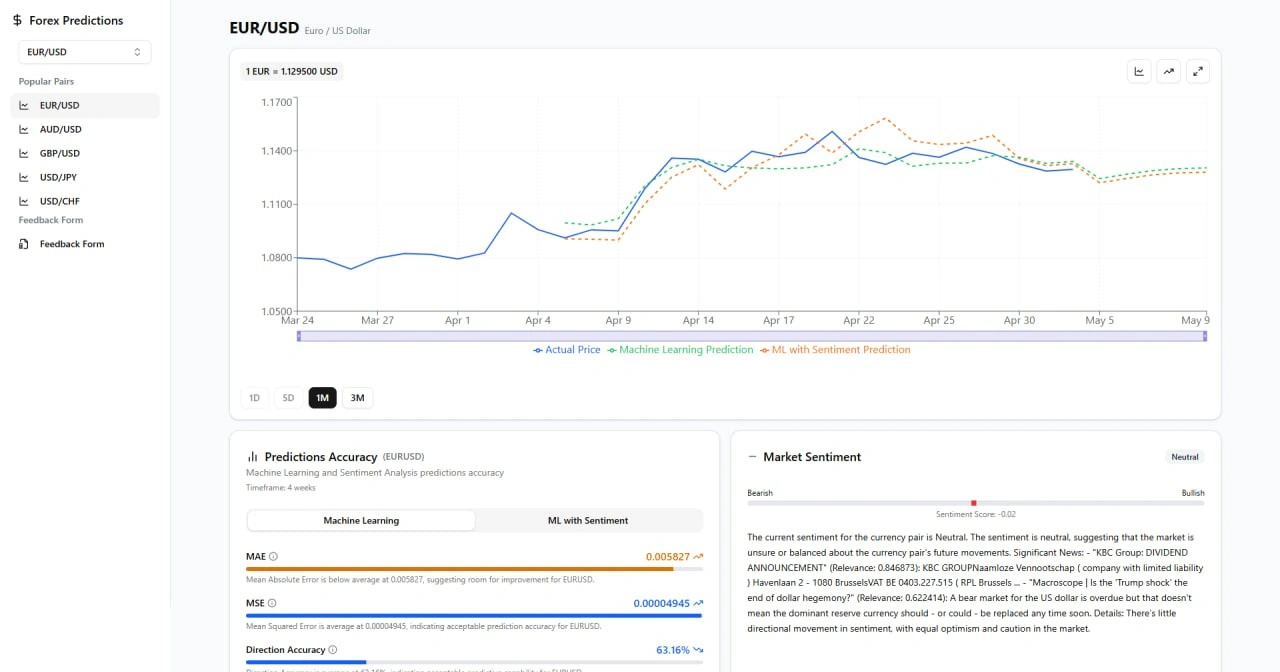 Forex Predictions
EUR/USD
Popular Pairs
EUR/USD
AUD/USD
GBP/USD
USD/JPY
USD/CHF
Feedback Form
Feedback Form
EUR/USD Euro / US Dollar
1 EUR = 1.129500 USD
1.1700
1.1400
1.1100
1.0800
1.0500
Mar 24 Mar 27 Apr 1 Apr 4 Apr 9 Apr 14 Apr 17 Apr 22 Apr 25 Apr 30 May 5 May 9
Actual Price Machine Learning Prediction ML with Sentiment Prediction
1D 5D 1M 3M
Predictions Accuracy (EURUSD)
Machine Learning and Sentiment Analysis predictions accuracy
Timeframe: 4 weeks
Machine Learning ML with Sentiment
MAE 0.005827
Mean Absolute Error is below average at 0.005827, suggesting room for improvement for EURUSD.
MSE 0.00004945
Mean Squared Error is average at 0.00004945, indicating acceptable prediction accuracy for EURUSD.
Direction Accuracy 63.16%
Market Sentiment Neutral
Bearish Bullish
Sentiment Score: -0.02
The current sentiment for the currency pair is Neutral. The sentiment is neutral, suggesting that the market is
unsure or balanced about the currency pair's future movements. Significant News: - "KBC Group: DIVIDEND
ANNOUNCEMENT" (Relevance: 0.846873): KBC GROUPNaamloze Vennootschap ( company with limited liability
) Havenlaan 2 - 1080 BrusselsVAT BE 0403.227.515 ( RPL Brussels ... - "Macroscope | Is the 'Trump shock' the
end of dollar hegemony?" (Relevance: 0.622414): A bear market for the US dollar is overdue but that doesn't
mean the dominant reserve currency should - or could - be replaced any time soon. Details: There's little
directional movement in sentiment, with equal optimism and caution in the market.